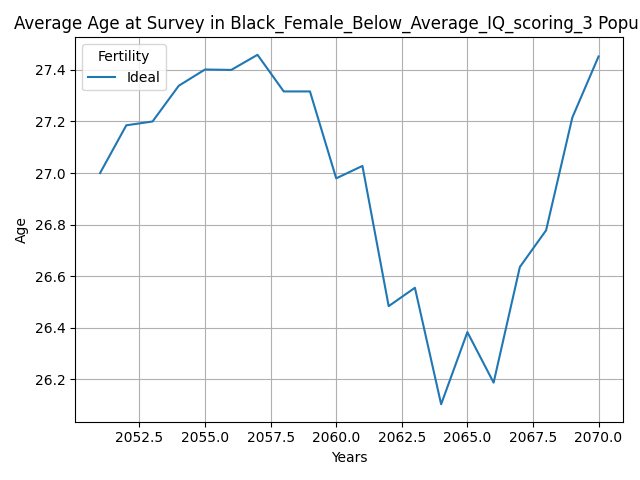 Average Age at Survey in Black_Female_Below_Average_IQ_scoring_3 Popu
Fertility
Ideal
27.4
27.2
27.0
26.8
26.6
26.4
26.2
Age
2052.5 2055.0 2057.5 2060.0 2062.5 2065.0 2067.5 2070.0
Years